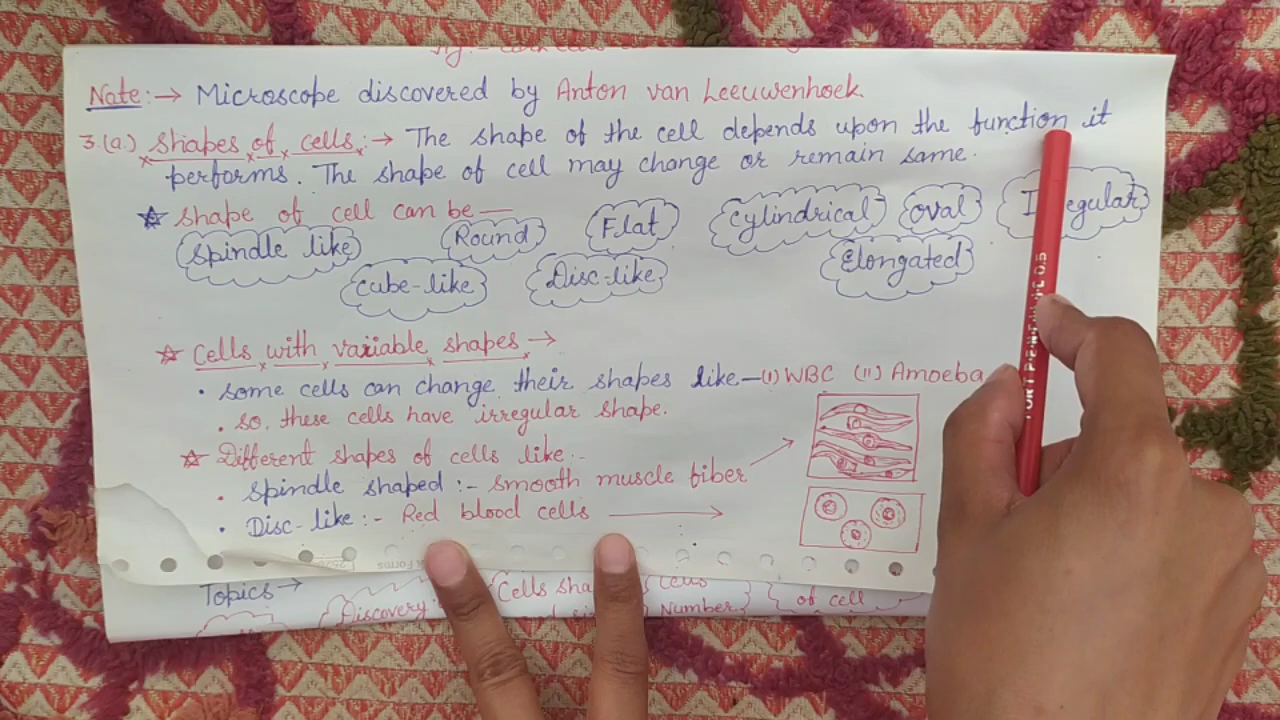 Note:→ Microscope discovered by Anton van Leeuwenhoek.
3.(a.) Shapes of cells:→ The shape of the cell depends upon the function it
performs. The shape of cell may change or remain same.
☆ Shape of cell can be—
Spindle like Round Flat Cylindrical Oval
Cube-like Disc-like Elongated
☆ Cells with variable shapes →
• Some cells can change their shapes like—(i) WBC (ii) Amoeba
• So, these cells have irregular shape.
☆ Different shapes of cells like:-
• Spindle shaped :- Smooth muscle fiber
• Disc-like :- Red blood cells
Topics →
Discovery Cells
Number. of cell